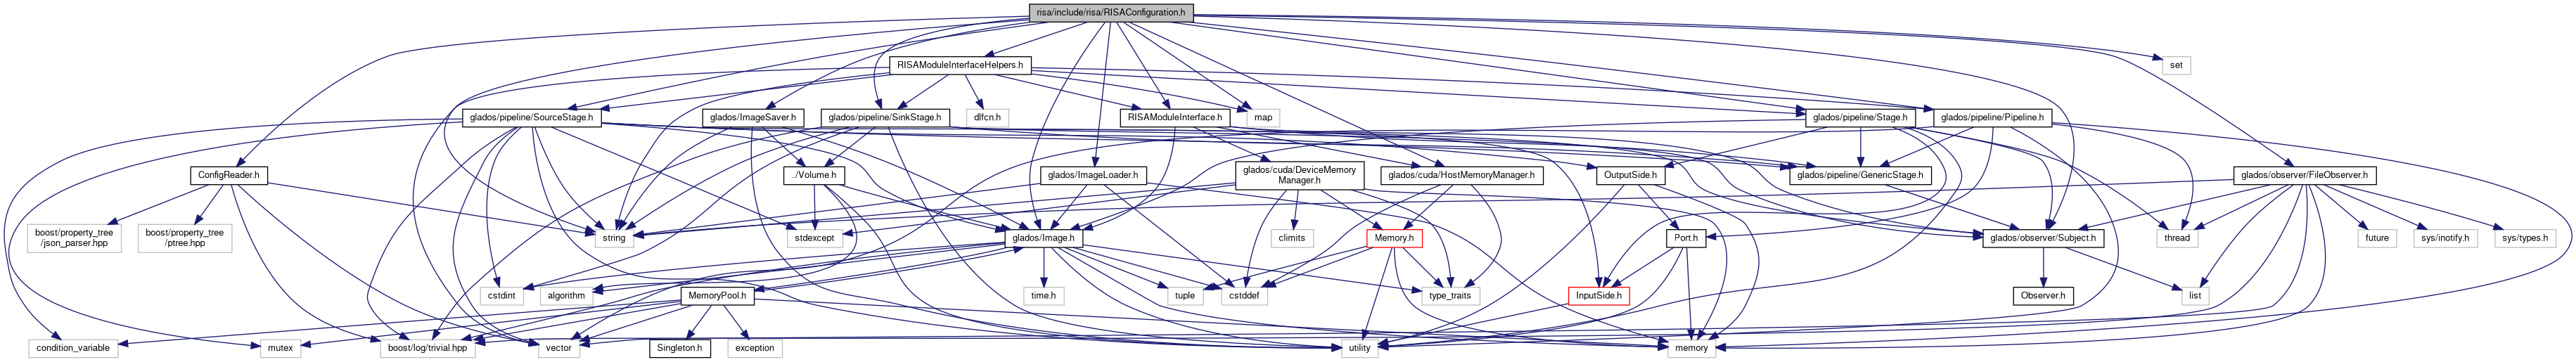 risa/include/risa/RISAConfiguration.h
RISAModuleInterfaceHelpers.h
set
glados/pipeline/SourceStage.h
glados/ImageSaver.h
glados/pipeline/SinkStage.h
dlfcn.h
RISAModuleInterface.h
map
glados/pipeline/Stage.h
glados/pipeline/Pipeline.h
ConfigReader.h
../Volume.h
glados/ImageLoader.h
glados/cuda/DeviceMemory
Manager.h
glados/cuda/HostMemoryManager.h
OutputSide.h
glados/pipeline/GenericStage.h
glados/observer/FileObserver.h
boost/property_tree
/json_parser.hpp
boost/property_tree
/ptree.hpp
string
stdexcept
glados/Image.h
climits
Memory.h
Port.h
glados/observer/Subject.h
thread
future
sys/inotify.h
sys/types.h
cstdint
algorithm
MemoryPool.h
time.h
tuple
cstddef
type_traits
InputSide.h
Observer.h
list
condition_variable
mutex
boost/log/trivial.hpp
vector
Singleton.h
exception
utility
memory